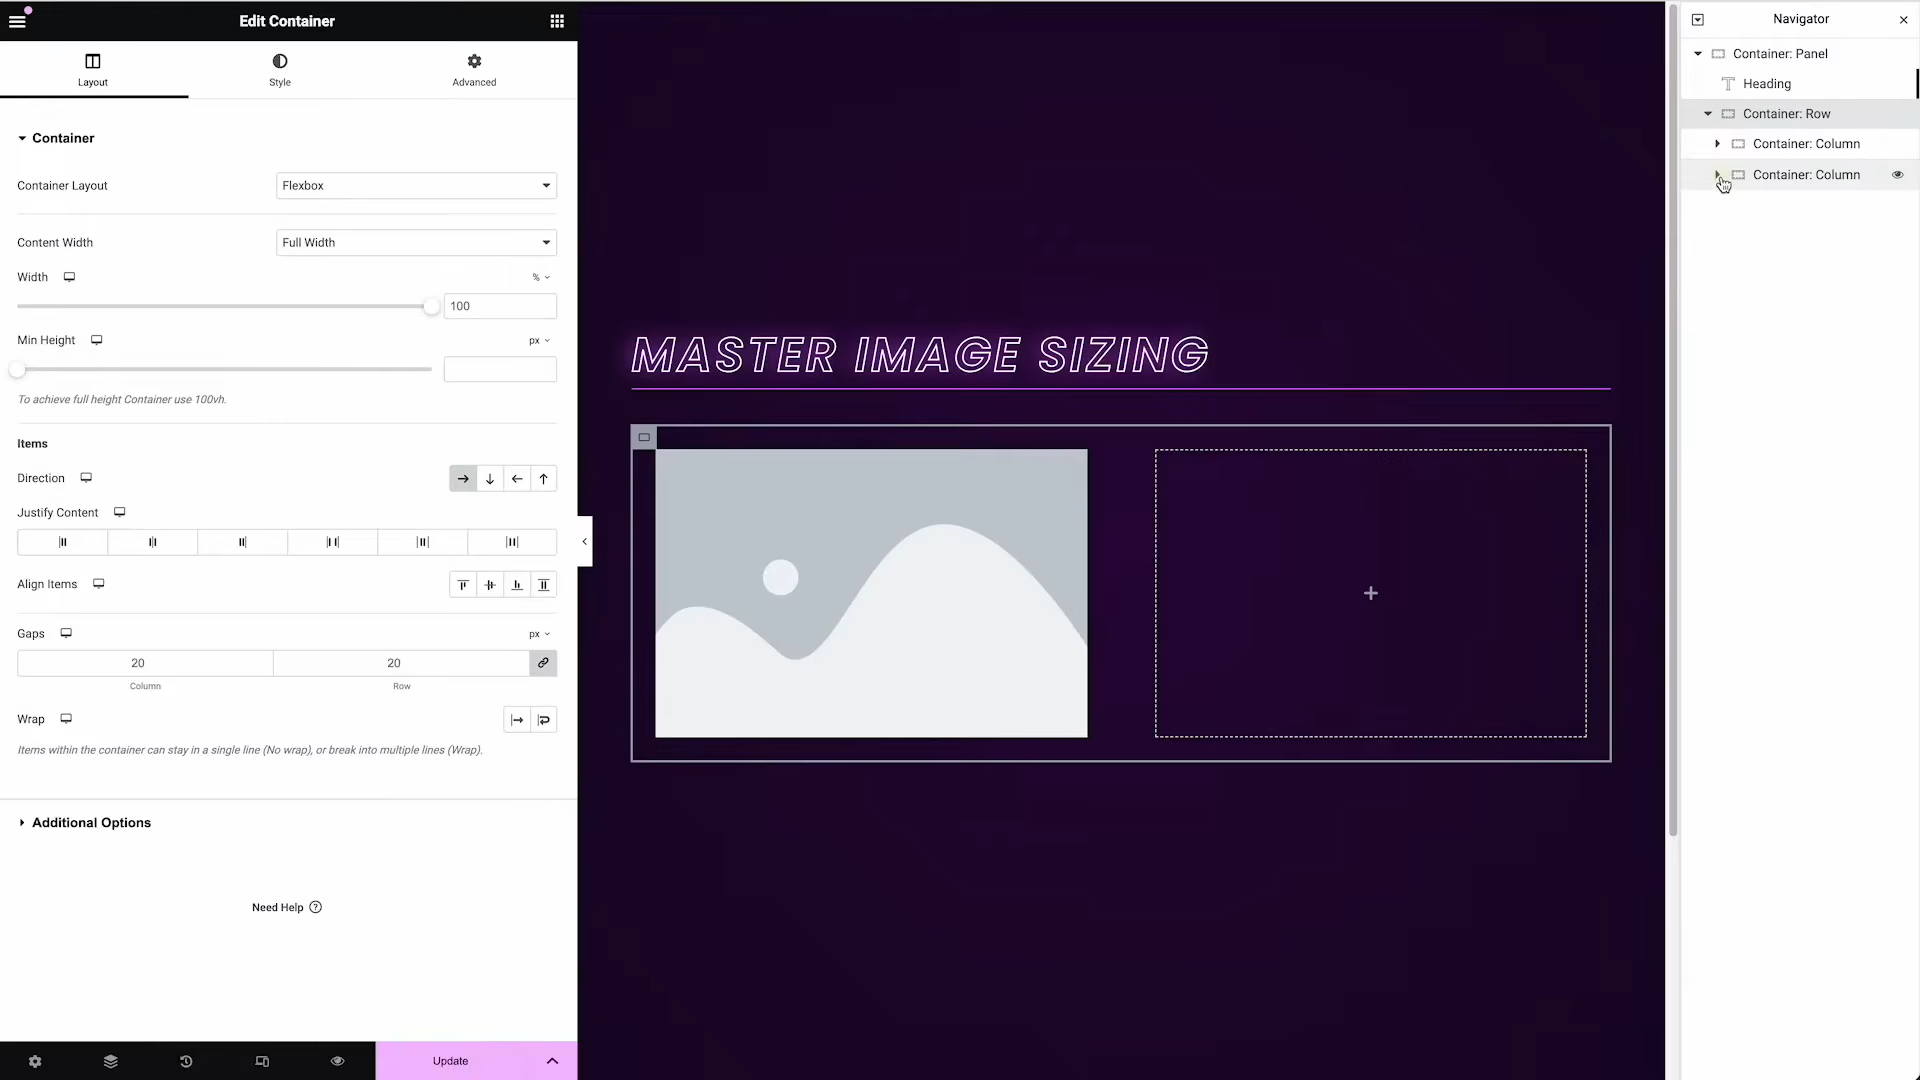 Edit Container
Layout
Style
Advanced
Container
Container Layout
Flexbox
Content Width
Full Width
Width
%
100
Min Height
px
To achieve full height Container use 100vh.
Items
Direction
Justify Content
Align Items
Gaps
px
20
20
Column
Row
Wrap
Items within the container can stay in a single line (No wrap), or break into multiple lines (Wrap).
Additional Options
Need Help
Update
MASTER IMAGE SIZING
Navigator
Container: Panel
Heading
Container: Row
Container: Column
Container: Column